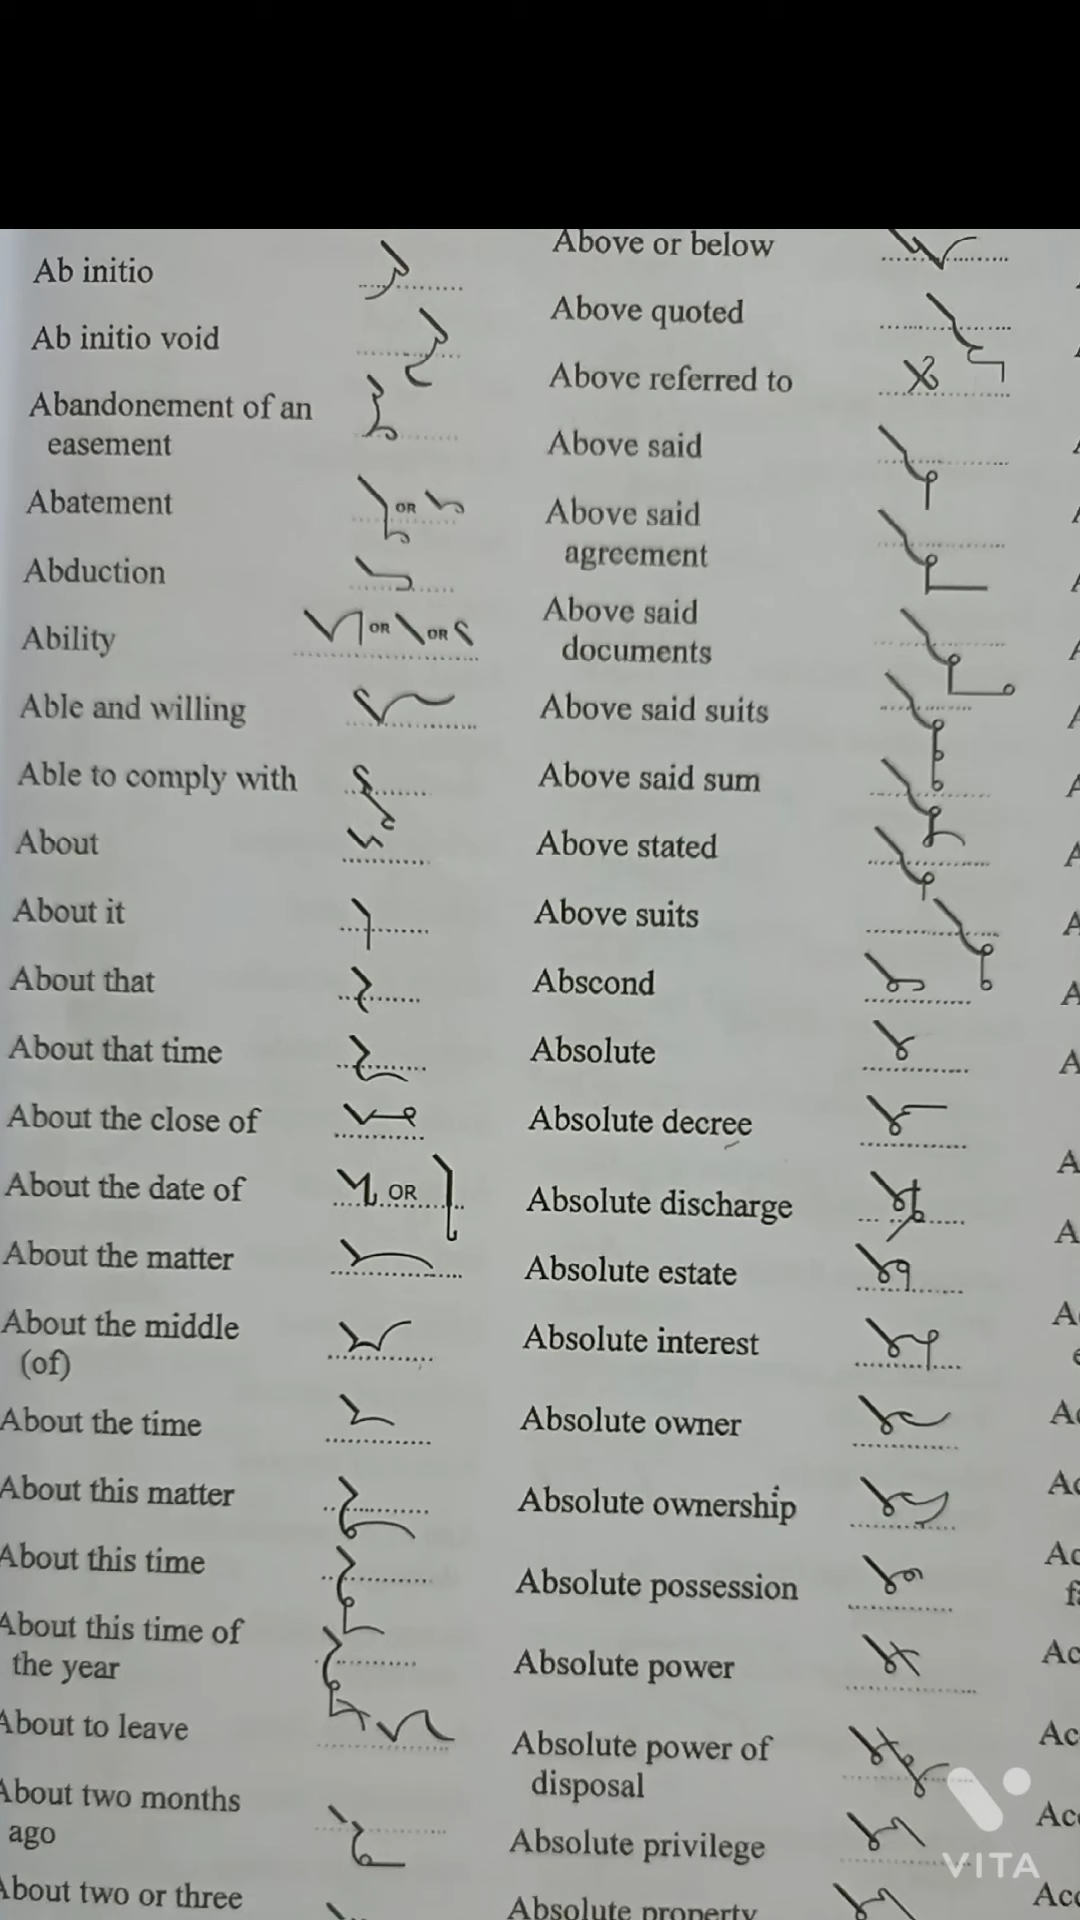 Ab initio
Ab initio void
Abandonement of an
easement
Abatement
OR
Abduction
Ability
OR
OR
Able and willing
Able to comply with
About
About it
About that
About that time
About the close of
About the date of
OR
About the matter
About the middle
(of)
About the time
About this matter
About this time
About this time of
the year
About to leave
About two months
ago
About two or three
Above or below
Above quoted
Above referred to
Above said
Above said
agreement
Above said
documents
Above said suits
Above said sum
Above stated
Above suits
Abscond
Absolute
Absolute decree
Absolute discharge
Absolute estate
Absolute interest
Absolute owner
Absolute ownership
Absolute possession
Absolute power
Absolute power of
disposal
Absolute privilege
Absolute property
VITA